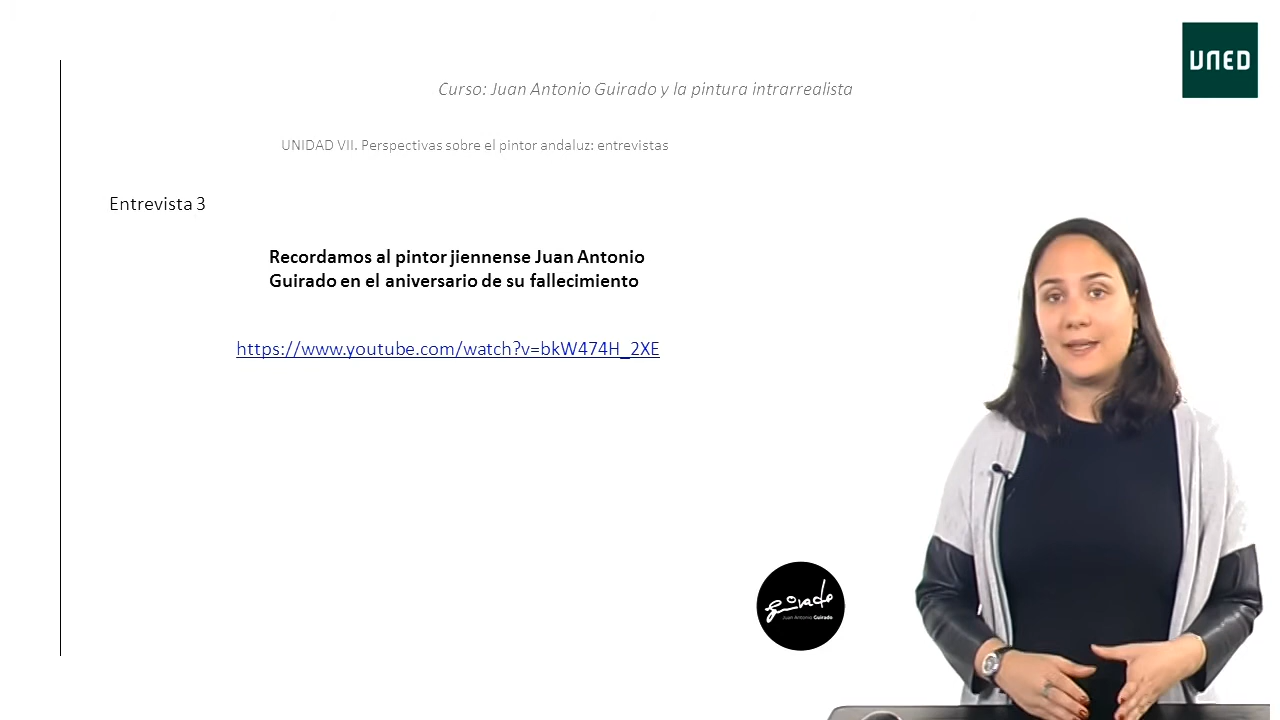 UNED
Curso: Juan Antonio Guirado y la pintura intrarrealista
UNIDAD VII. Perspectivas sobre el pintor andaluz: entrevistas
Entrevista 3
Recordamos al pintor jiennense Juan Antonio
Guirado en el aniversario de su fallecimiento
https://www.youtube.com/watch?v=bkW474H_2XE
Guirado
Juan Antonio Guirado